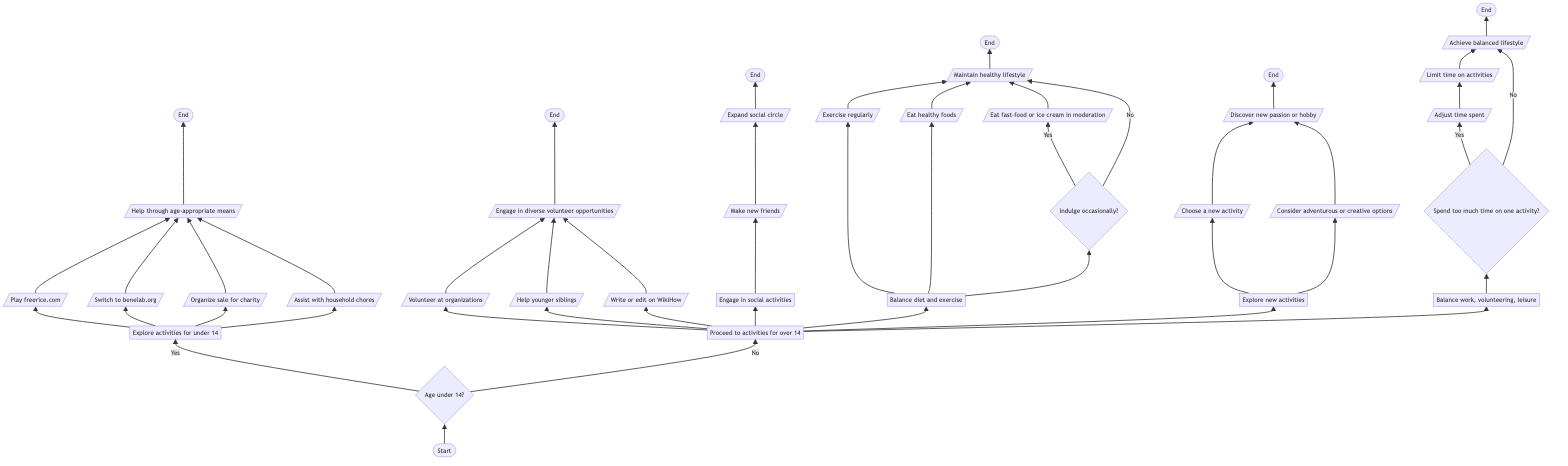 End
End
End
End
Achieve balanced lifestyle
End
Maintain healthy lifestyle
Limit time on activities
No
End
Expand social circle
Exercise regularly
Eat healthy foods
Eat fast-food or ice cream in moderation
No
Discover new passion or hobby
Adjust time spent
End
Yes
Yes
Help through age-appropriate means
Engage in diverse volunteer opportunities
Make new friends
Indulge occasionally?
Choose a new activity
Consider adventurous or creative options
Spend too much time on one activity?
Play freerice.com
Switch to benelab.org
Organize sale for charity
Assist with household chores
Volunteer at organizations
Help younger siblings
Write or edit on WikiHow
Engage in social activities
Balance diet and exercise
Explore new activities
Balance work, volunteering, leisure
Explore activities for under 14
Proceed to activities for over 14
Yes
No
Age under 14?
Start